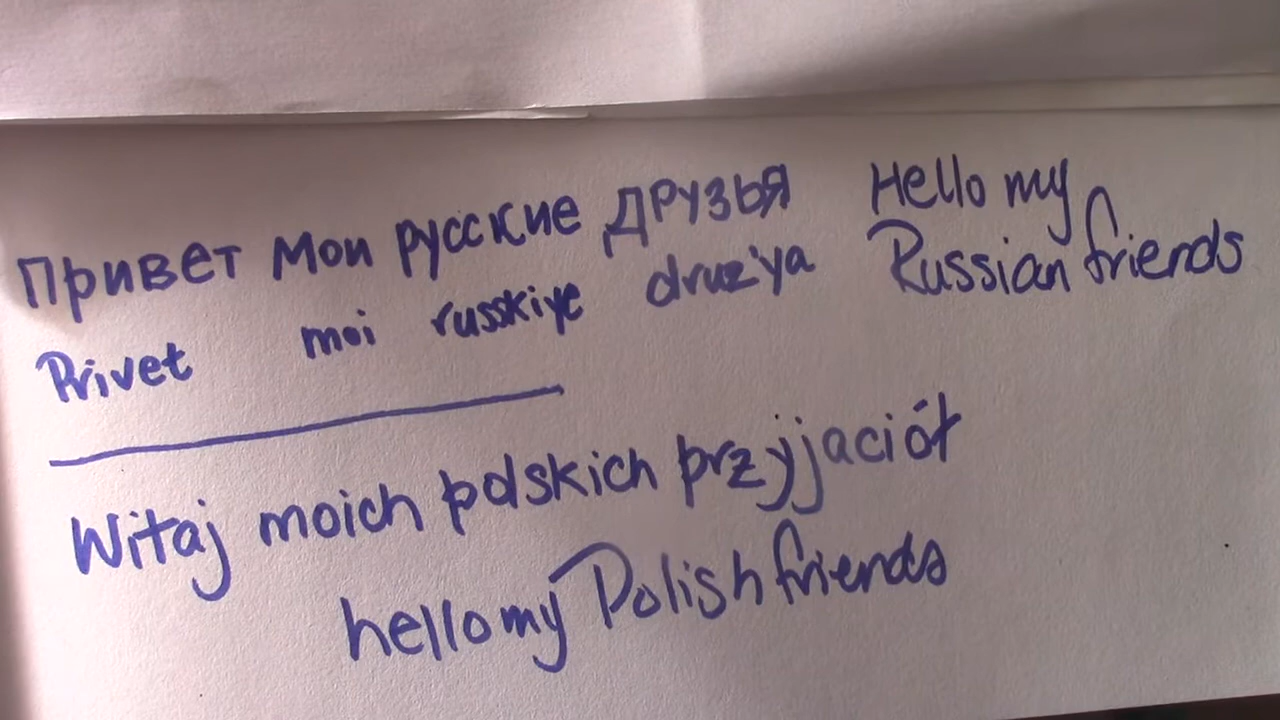 Привет мои русские ДРУЗЬЯ
Hello my
Russian friends
Privet moi russkiye druz'ya
Witaj moich polskich przyjaciół
hello my Polish friends